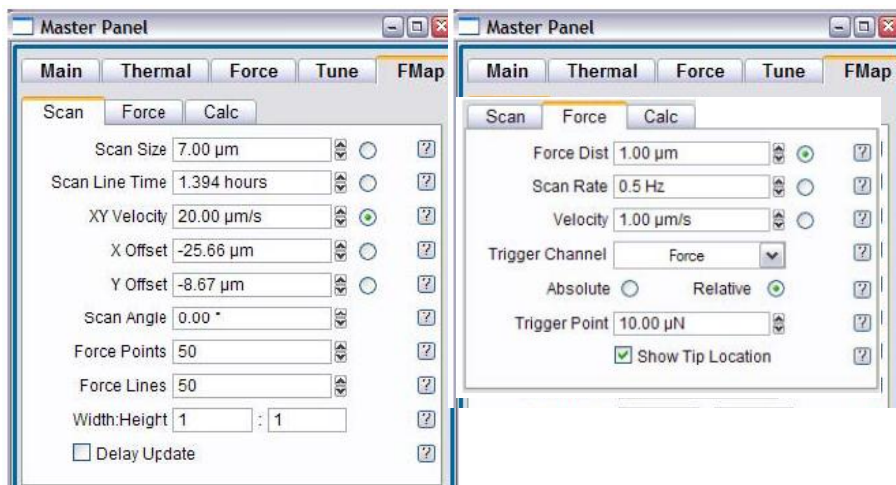 Master Panel
Main Thermal Force Tune FMap
Scan Force Calc
Scan Size 7.00 µm
Scan Line Time 1.394 hours
XY Velocity 20.00 µm/s
X Offset -25.66 µm
Y Offset -8.67 µm
Scan Angle 0.00 °
Force Points 50
Force Lines 50
Width:Height 1 : 1
Delay Update
Master Panel
Main Thermal Force Tune FMap
Scan Force Calc
Force Dist 1.00 µm
Scan Rate 0.5 Hz
Velocity 1.00 µm/s
Trigger Channel Force
Absolute Relative
Trigger Point 10.00 µN
Show Tip Location